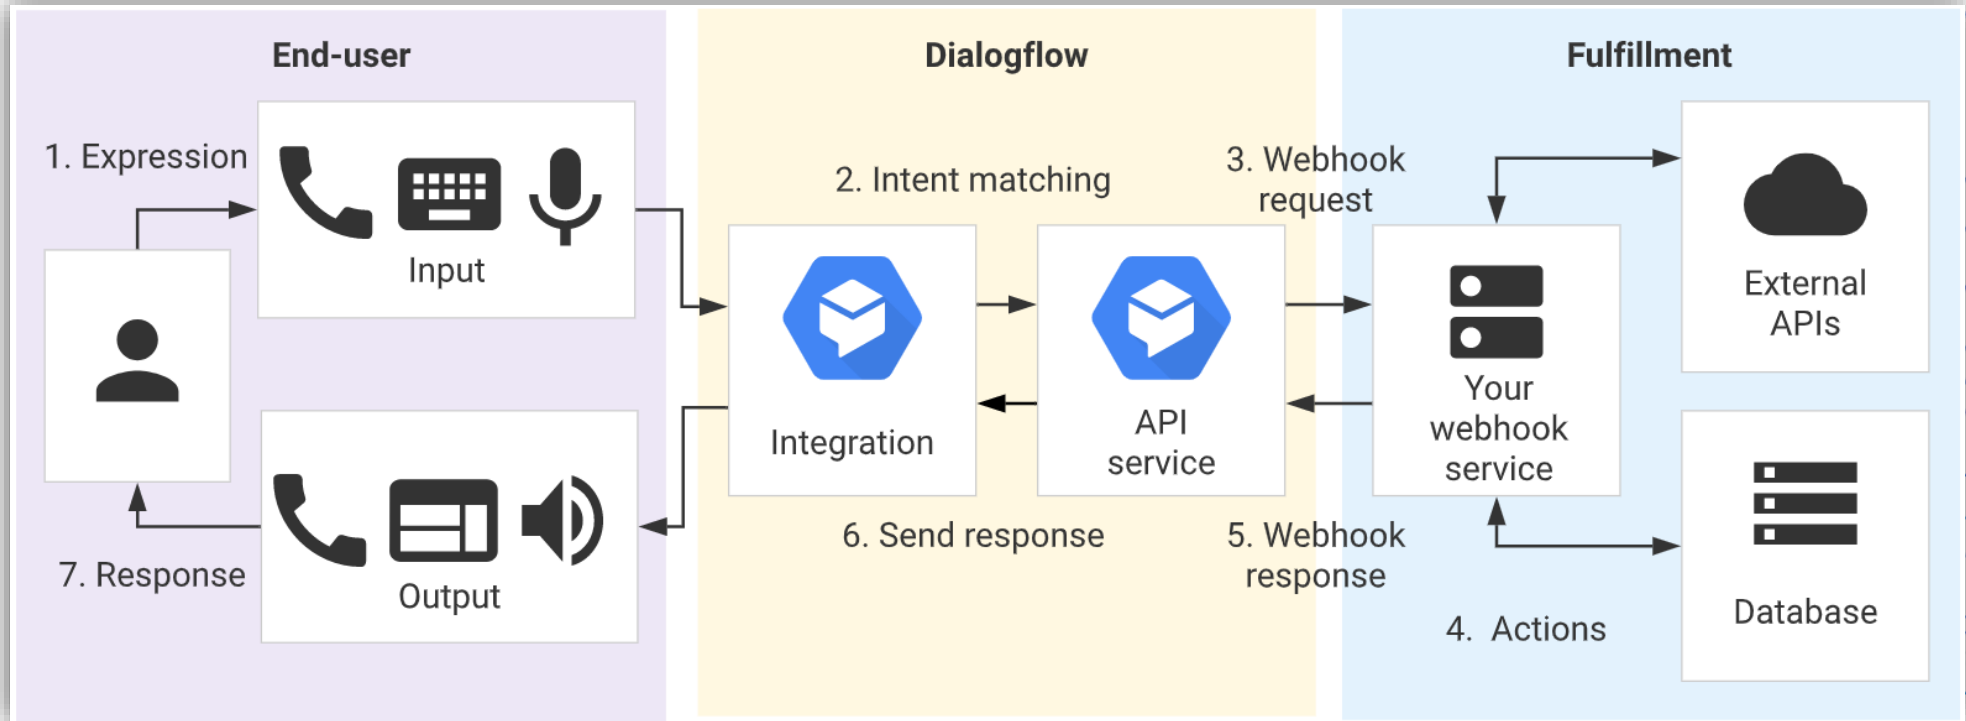 End-user
1. Expression
Input
Output
7. Response
Dialogflow
2. Intent matching
Integration
API
service
6. Send response
Fulfillment
3. Webhook
request
Your
webhook
service
External
APIs
5. Webhook
response
4. Actions
Database